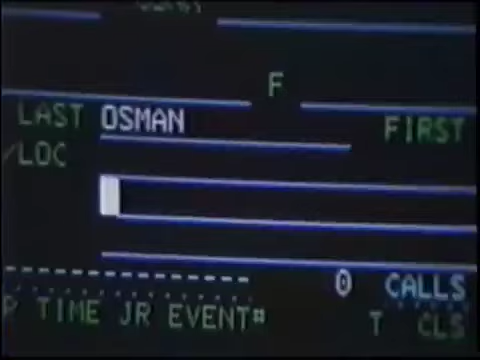 F
LAST OSMAN FIRST
/LOC
0 CALLS
P TIME JR EVENT#
T CLS